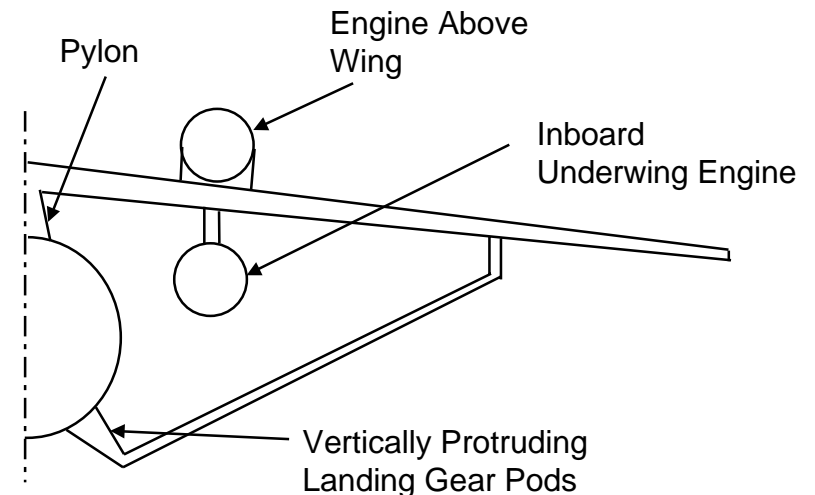 Engine Above
Wing
Pylon
Inboard
Underwing Engine
Vertically Protruding
Landing Gear Pods